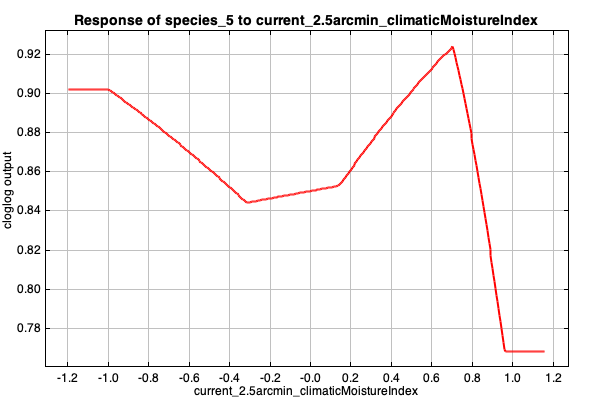 Response of species_5 to current_2.5arcmin_climaticMoistureIndex
0.92
0.90
0.88
0.86
0.84
0.82
0.80
0.78
cloglog output
-1.2 -1.0 -0.8 -0.6 -0.4 -0.2 -0.0 0.2 0.4 0.6 0.8 1.0 1.2
current_2.5arcmin_climaticMoistureIndex